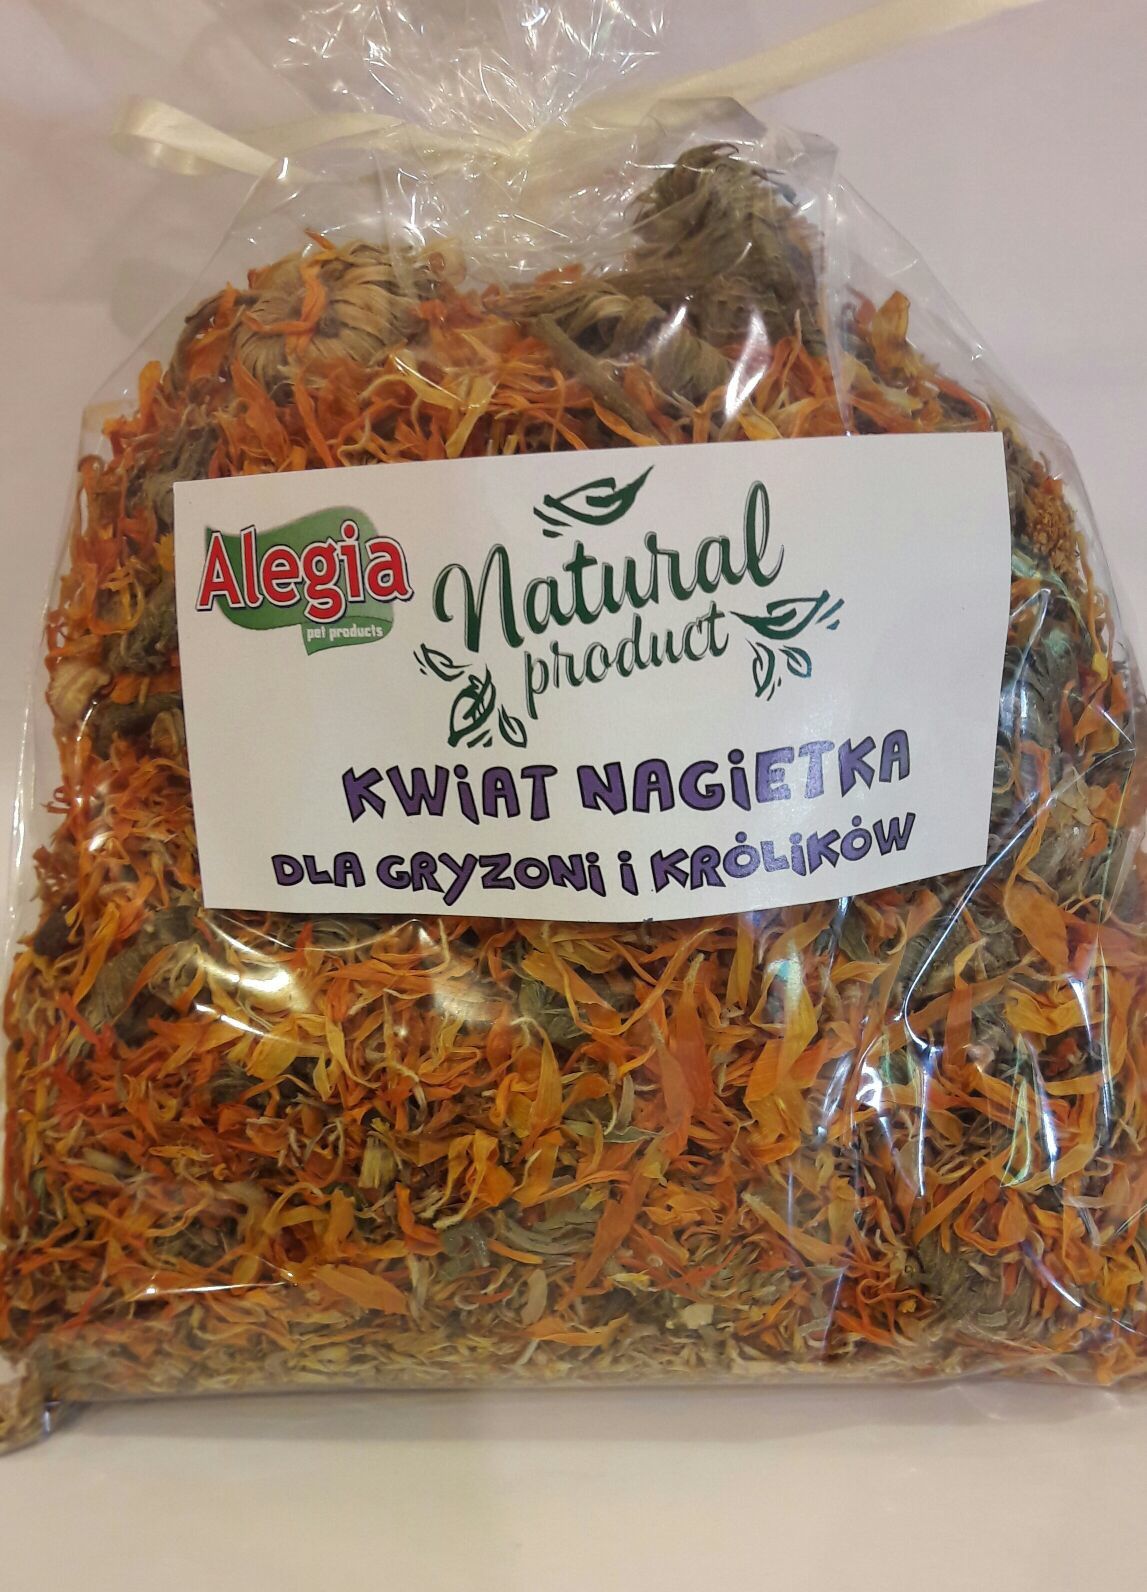 Alegia
pet products
Natural
product
KWiAT NAGiETKA
DLA GRYZONi i KRÓLiKÓW